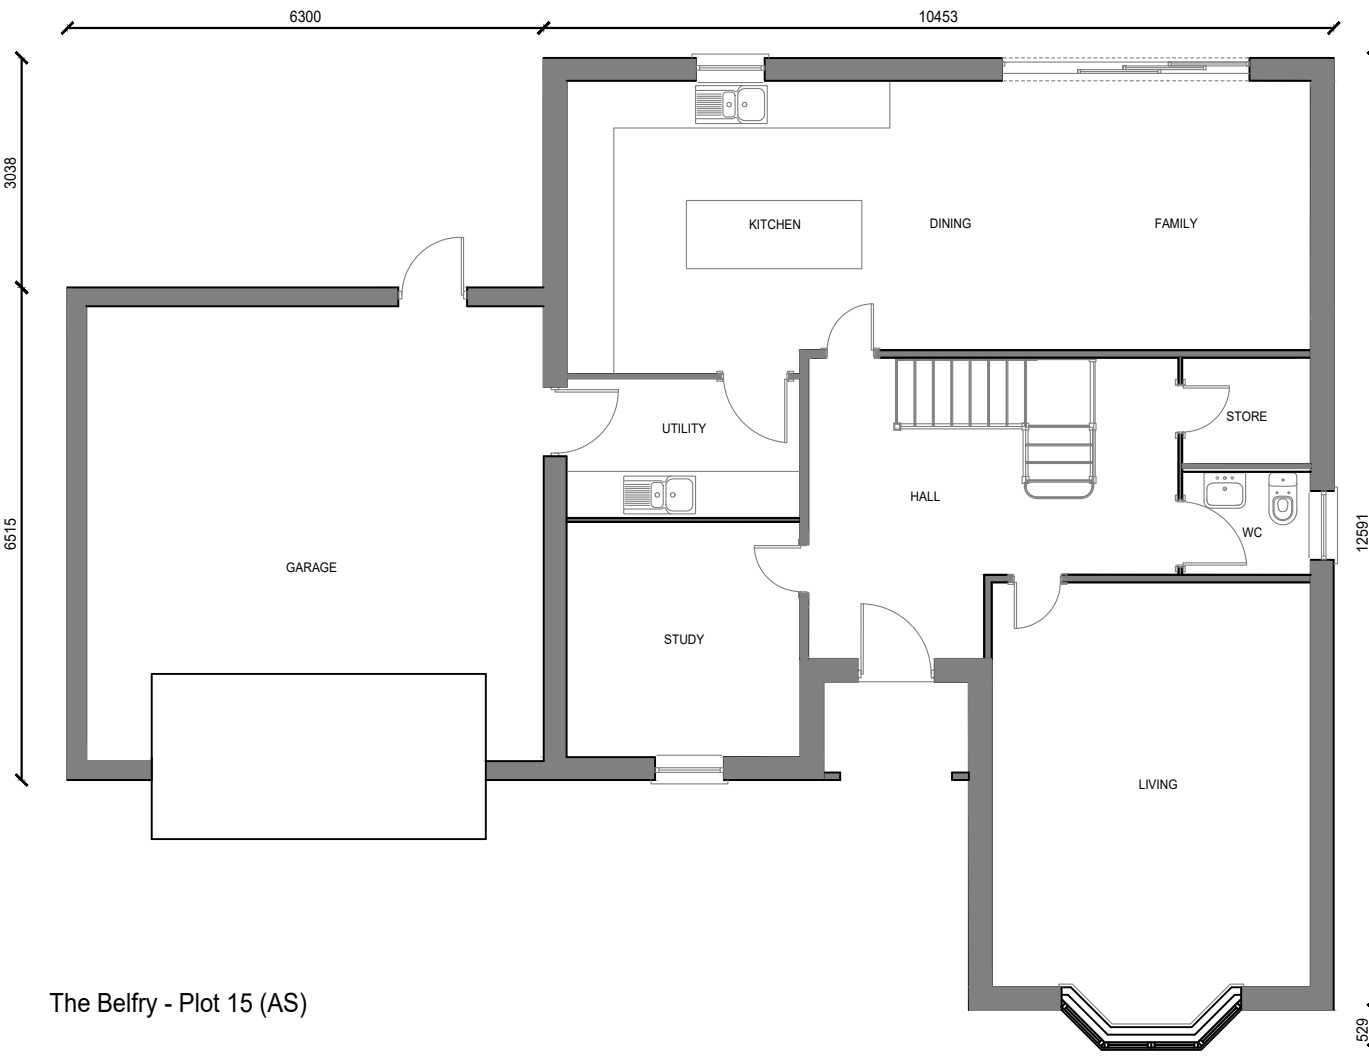 6300
10453
3038
KITCHEN
DINING
FAMILY
UTILITY
STORE
HALL
WC
6515
12591
GARAGE
STUDY
LIVING
The Belfry - Plot 15 (AS)
529